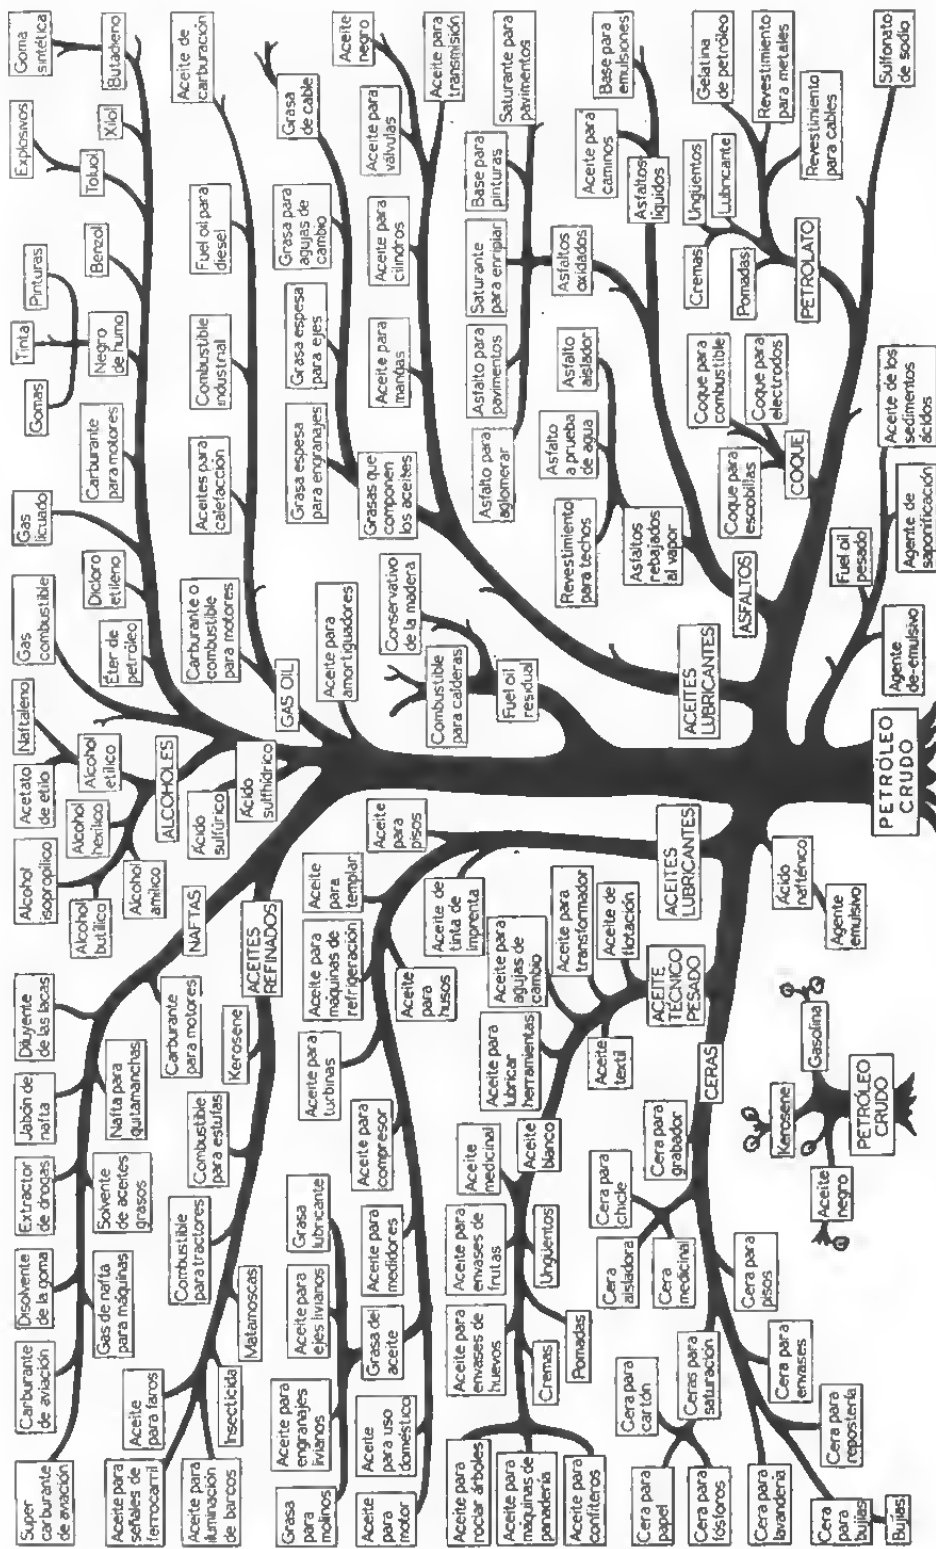 Super
carburante
de aviación
Carburante
de aviación
Disolvente
de la goma
Extractor
de drogas
Jabón de
nafta
Diluyente
de las lacas
Gas de nafta
para máquinas
Solvente
de aceites
grasos
Nafta para
quitamanchas
Carburante
para motores
NAFTAS
Alcohol
isopropílico
Acetato
de etilo
Naftaleno
Alcohol
hexílico
Alcohol
etílico
Alcohol
butílico
Alcohol
amílico
ALCOHOLES
Ácido
sulfúrico
Ácido
sulfhídrico
Gas
combustible
Gas
licuado
Éter de
petróleo
Dicloro
etileno
Carburante
para motores
Gomas
Tinta
Pinturas
Negro
de humo
Benzol
Explosivos
Toluol
Xilol
Goma
sintética
Butadieno
Aceite para
señales de
ferrocarril
Aceite
para faros
Aceite para
iluminación
de barcos
Insecticida
Matamoscas
Combustible
para tractores
Combustible
para estufas
Kerosene
ACEITES
REFINADOS
GAS OIL
Carburante o
combustible
para motores
Aceites para
calefacción
Combustible
industrial
Fuel oil para
diesel
Aceite de
carburación
Aceite para
amortiguadores
Grasa
para
molinos
Aceite para
engranajes
livianos
Aceite para
ejes livianos
Grasa
lubricante
Grasa del
aceite
Aceite
para
motor
Aceite
para uso
doméstico
Aceite para
medidores
Aceite para
compresor
Aceite para
turbinas
Aceite para
máquinas de
refrigeración
Aceite
para
templar
Aceite
para
pisos
Aceite
para
husos
Aceite de
tinta de
imprenta
ACEITES
LUBRICANTES
Combustible
para calderas
Conservativo
de la madera
Fuel oil
residual
Grasas que
componen
los aceites
Grasa espesa
para engranajes
Grasa espesa
para ejes
Grasa para
agujas de
cambio
Grasa
de cable
Aceite para
mandas
Aceite para
cilindros
Aceite para
válvulas
Aceite
negro
Aceite para
transmisión
ACEITES
LUBRICANTES
Aceite para
rociar árboles
Aceite para
máquinas de
panadería
Aceite para
confiteros
Aceite para
envases de
huevos
Aceite para
envases de
frutas
Aceite
medicinal
Cremas
Pomadas
Ungüentos
Aceite
blanco
Aceite para
lubricar
herramientas
Aceite para
agujas de
cambio
Aceite para
transformador
Aceite de
flotación
Aceite
textil
ACEITE
TÉCNICO
PESADO
Asfalto para
aglomerar
Asfalto para
pavimentos
Saturante
para enripiar
Base para
pinturas
Saturante para
pavimentos
Asfaltos
oxidados
Revestimiento
para techos
Asfalto
a prueba
de agua
Asfalto
aislador
Asfaltos
rebajados
al vapor
Asfaltos
líquidos
Aceite para
caminos
Base para
emulsiones
ASFALTOS
Cera para
papel
Cera para
cartón
Cera para
fósforos
Ceras para
saturación
Cera
aisladora
Cera para
chicle
Cera
medicinal
Cera para
grabador
CERAS
Cera para
lavandería
Cera
para
bujías
Bujías
Cera para
repostería
Cera para
envases
Cera para
pisos
Coque para
escobillas
Coque para
combustible
Coque para
electrodos
COQUE
Cremas
Ungüentos
Pomadas
Lubricante
Gelatina
de petróleo
Revestimiento
para metales
Revestimiento
para cables
PETROLATO
Sulfonato
de sodio
Ácido
nafténico
Agente
emulsivo
Agente
de-emulsivo
Fuel oil
pesado
Agente de
saponificación
Aceite de los
sedimentos
ácidos
PETRÓLEO
CRUDO
Aceite
negro
Kerosene
Gasolina
PETRÓLEO
CRUDO